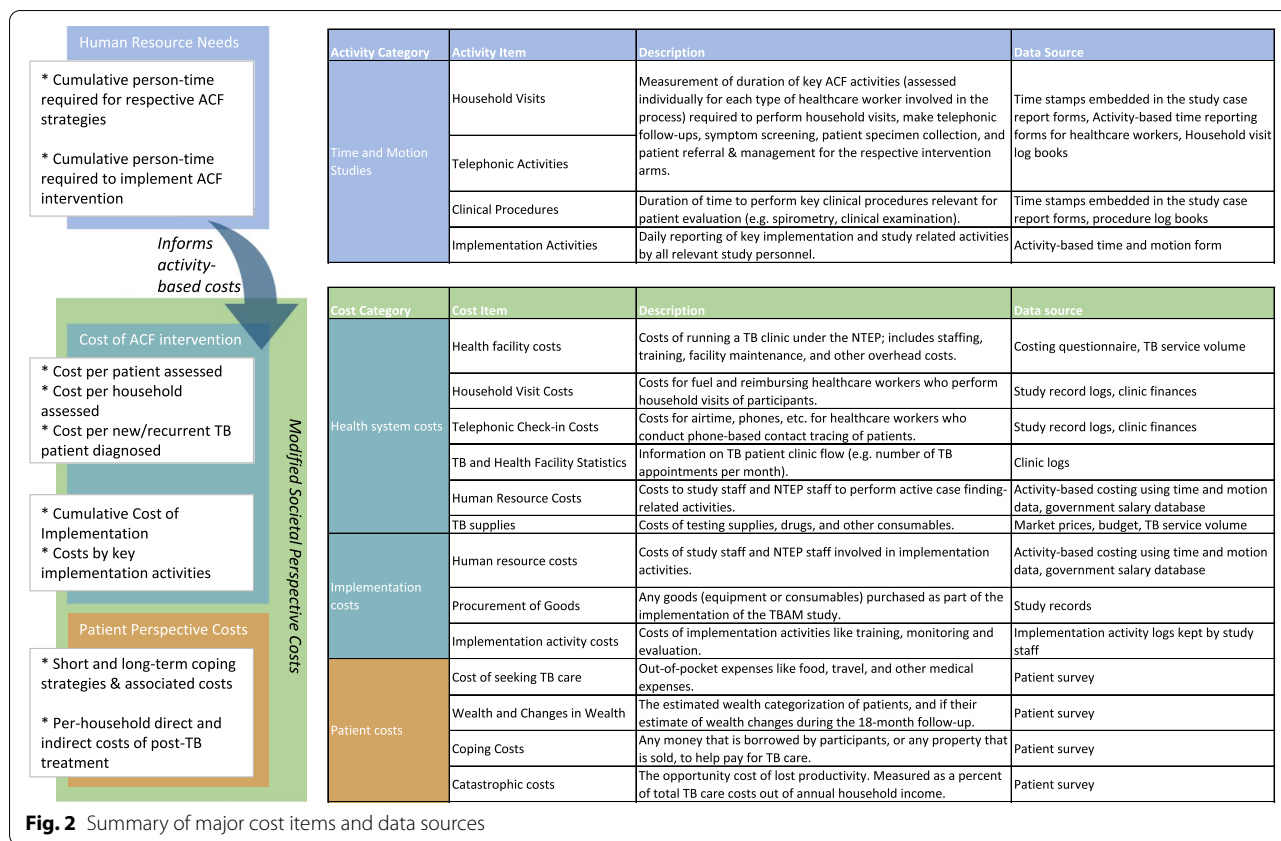 Human Resource Needs
* Cumulative person-time
required for respective ACF
strategies
* Cumulative person-time
required to implement ACF
intervention
Informs
activity-
based costs
Cost of ACF intervention
* Cost per patient assessed
* Cost per household
assessed
* Cost per new/recurrent TB
patient diagnosed
* Cumulative Cost of
Implementation
* Costs by key
implementation activities
Patient Perspective Costs
* Short and long-term coping
strategies & associated costs
* Per-household direct and
indirect costs of post-TB
treatment
Modified Societal Perspective Costs
Activity Category
Activity Item
Description
Data Source
Time and Motion
Studies
Household Visits
Telephonic Activities
Measurement of duration of key ACF activities (assessed
individually for each type of healthcare worker involved in the
process) required to perform household visits, make telephonic
follow-ups, symptom screening, patient specimen collection, and
patient referral & management for the respective intervention
arms.
Time stamps embedded in the study case
report forms, Activity-based time reporting
forms for healthcare workers, Household visit
log books
Clinical Procedures
Duration of time to perform key clinical procedures relevant for
patient evaluation (e.g. spirometry, clinical examination).
Time stamps embedded in the study case
report forms, procedure log books
Implementation Activities
Daily reporting of key implementation and study related activities
by all relevant study personnel.
Activity-based time and motion form
Cost Category
Cost Item
Description
Data source
Health system costs
Health facility costs
Costs of running a TB clinic under the NTEP; includes staffing,
training, facility maintenance, and other overhead costs.
Costing questionnaire, TB service volume
Household Visit Costs
Costs for fuel and reimbursing healthcare workers who perform
household visits of participants.
Study record logs, clinic finances
Telephonic Check-in Costs
Costs for airtime, phones, etc. for healthcare workers who
conduct phone-based contact tracing of patients.
Study record logs, clinic finances
TB and Health Facility Statistics
Information on TB patient clinic flow (e.g. number of TB
appointments per month).
Clinic logs
Human Resource Costs
Costs to study staff and NTEP staff to perform active case finding-
related activities.
Activity-based costing using time and motion
data, government salary database
TB supplies
Costs of testing supplies, drugs, and other consumables.
Market prices, budget, TB service volume
Implementation
costs
Human resource costs
Costs of study staff and NTEP staff involved in implementation
activities.
Activity-based costing using time and motion
data, government salary database
Procurement of Goods
Any goods (equipment or consumables) purchased as part of the
implementation of the TBAM study.
Study records
Implementation activity costs
Costs of implementation activities like training, monitoring and
evaluation.
Implementation activity logs kept by study
staff
Patient costs
Cost of seeking TB care
Out-of-pocket expenses like food, travel, and other medical
expenses.
Patient survey
Wealth and Changes in Wealth
The estimated wealth categorization of patients, and if their
estimate of wealth changes during the 18-month follow-up.
Patient survey
Coping Costs
Any money that is borrowed by participants, or any property that
is sold, to help pay for TB care.
Patient survey
Catastrophic costs
The opportunity cost of lost productivity. Measured as a percent
of total TB care costs out of annual household income.
Patient survey
Fig. 2 Summary of major cost items and data sources